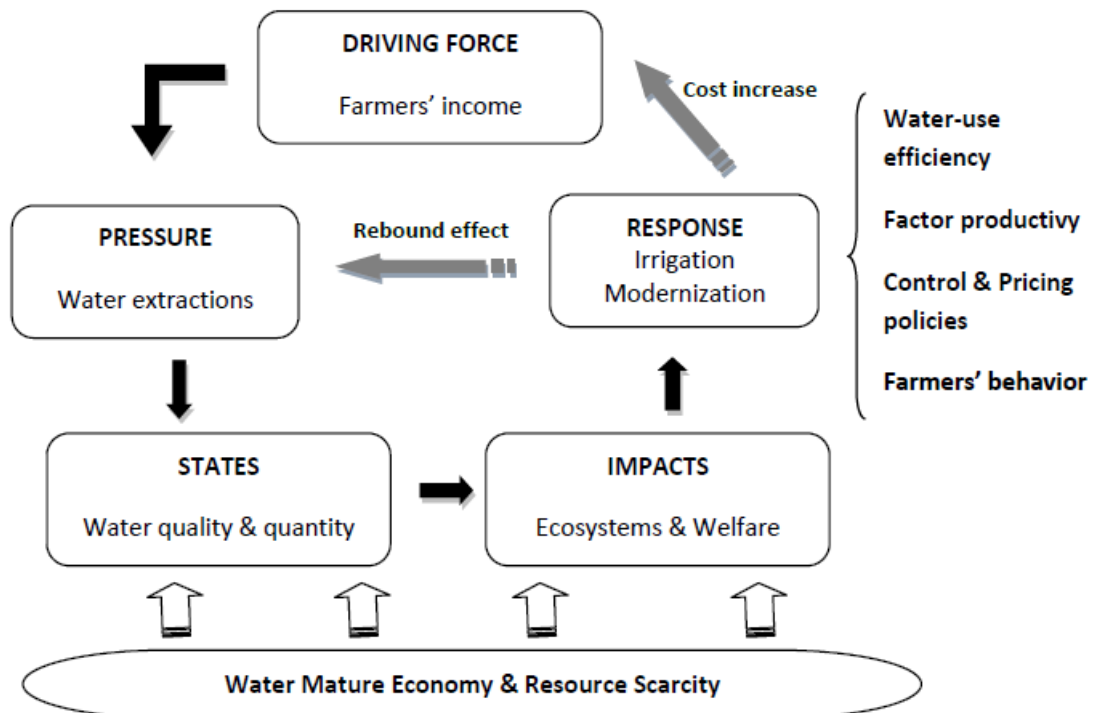 DRIVING FORCE
Farmers' income
Cost increase
Water-use
efficiency
Factor productivy
Control & Pricing
policies
Farmers' behavior
PRESSURE
Water extractions
Rebound effect
RESPONSE
Irrigation
Modernization
STATES
Water quality & quantity
IMPACTS
Ecosystems & Welfare
Water Mature Economy & Resource Scarcity